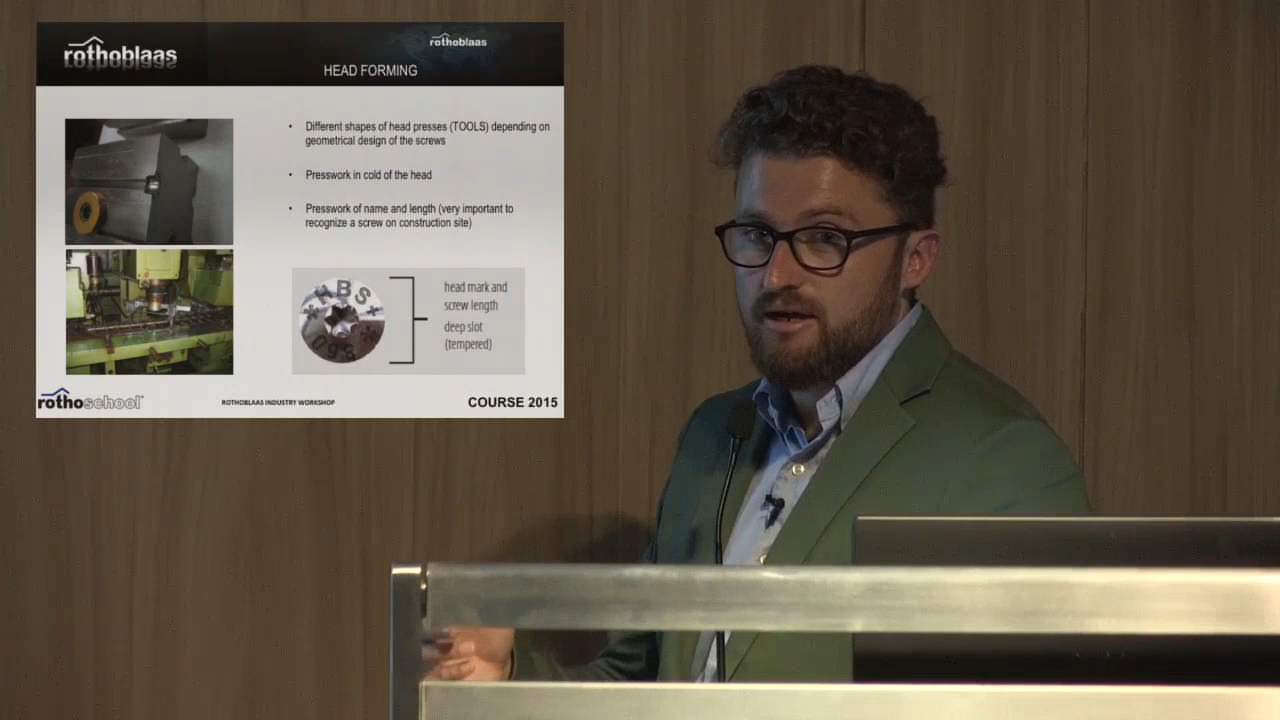 rothoblaas
rothoblaas
HEAD FORMING
• Different shapes of head presses (TOOLS) depending on
geometrical design of the screws
• Presswork in cold of the head
• Presswork of name and length (very important to
recognize a screw on construction site)
HBS
098
head mark and
screw length
deep slot
(tempered)
rothoschool
ROTHOBLAAS INDUSTRY WORKSHOP
COURSE 2015